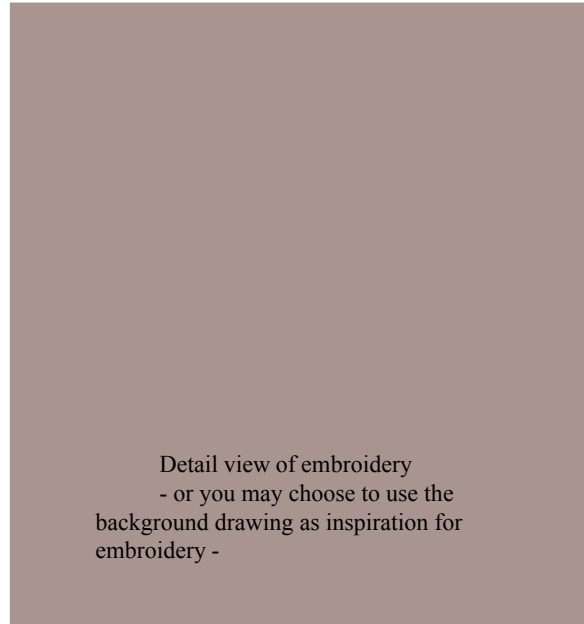 Detail view of embroidery
- or you may choose to use the
background drawing as inspiration for
embroidery -